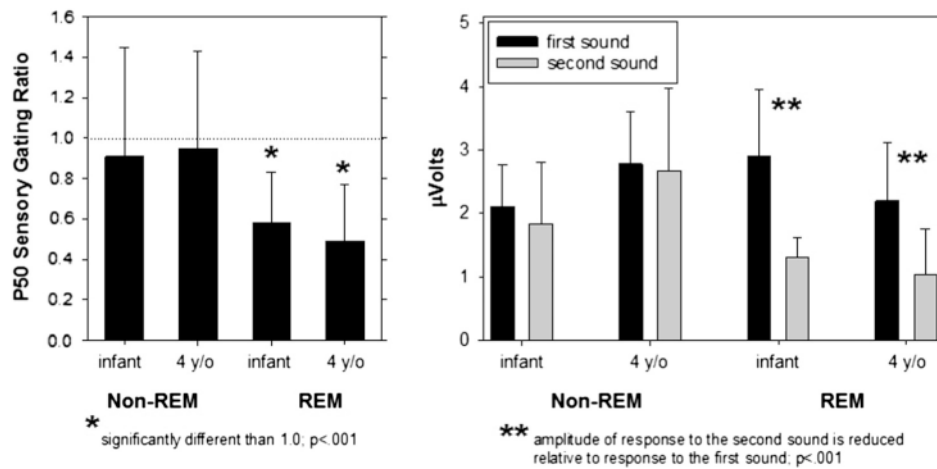 P50 Sensory Gating Ratio
1.6
1.4
1.2
1.0
0.8
0.6
0.4
0.2
0.0
*
*
infant 4 y/o infant 4 y/o
Non-REM REM
* significantly different than 1.0; p<.001
µVolts
5
4
3
2
1
0
first sound
second sound
**
**
infant 4 y/o infant 4 y/o
Non-REM REM
** amplitude of response to the second sound is reduced
relative to response to the first sound; p<.001